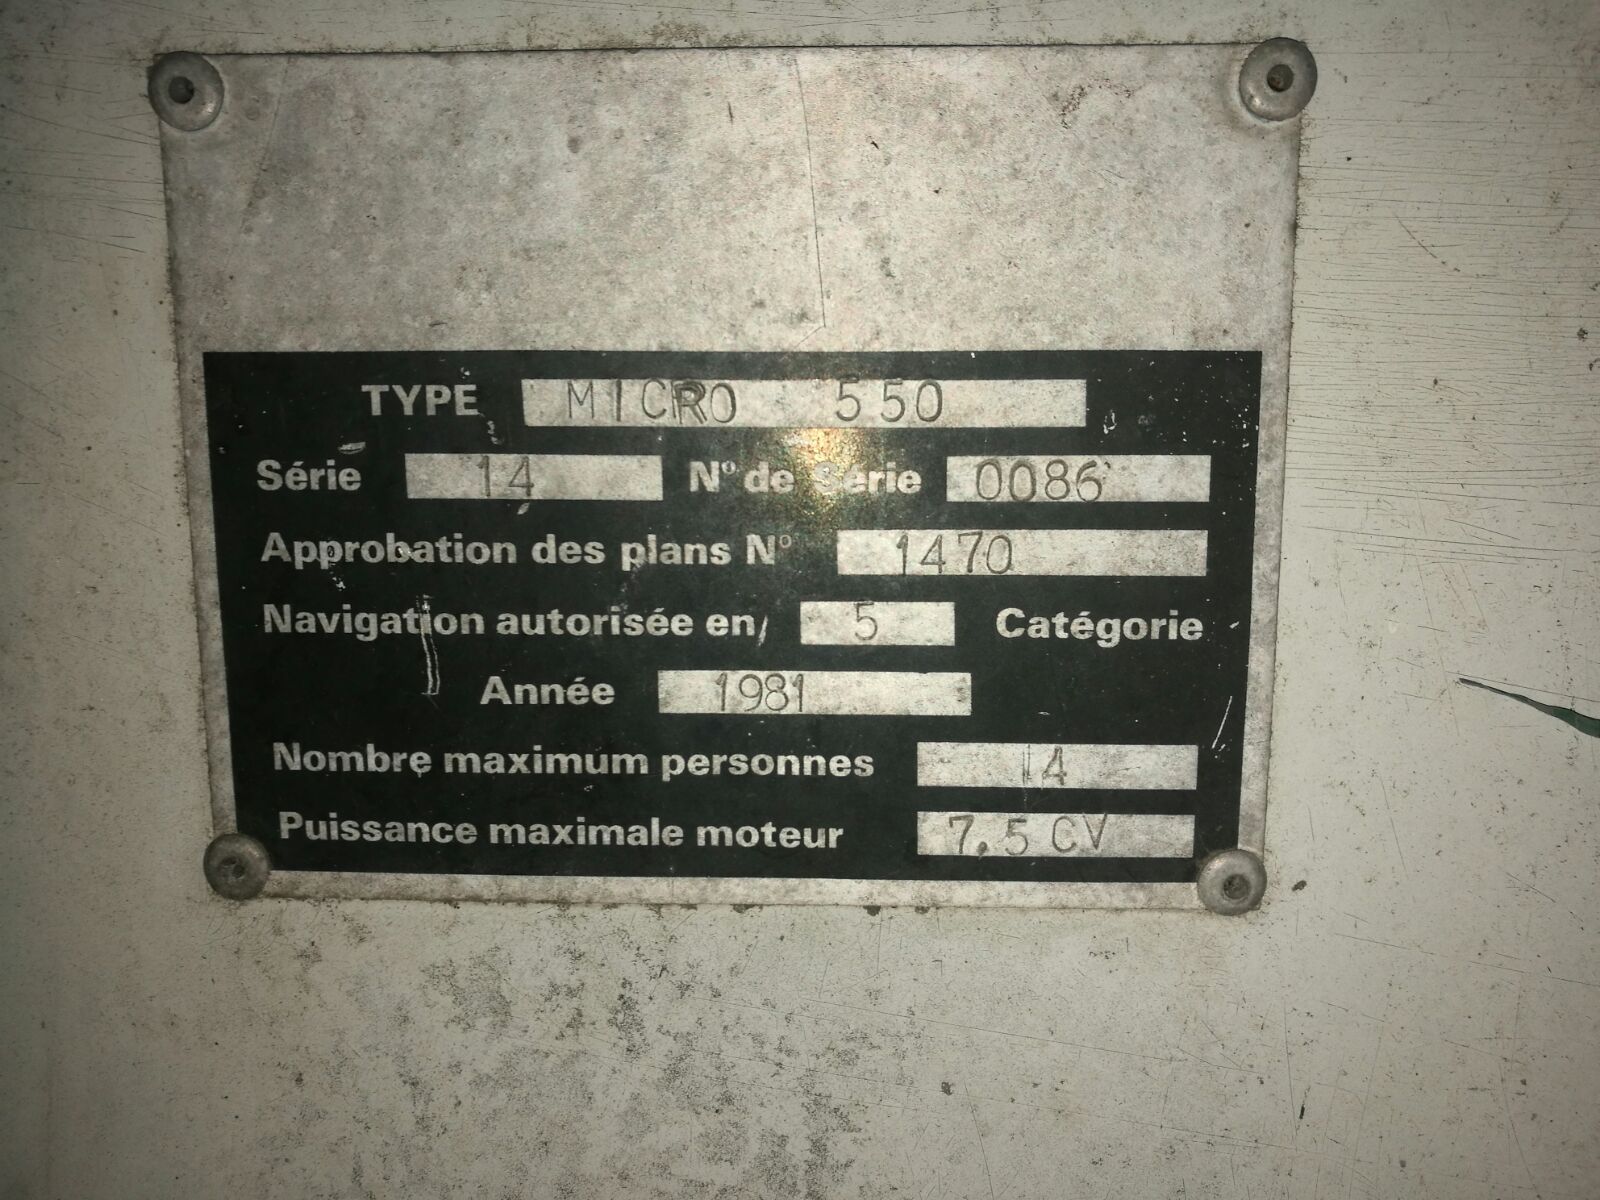 TYPE MICRO 550
Série 14 N° de Série 0086
Approbation des plans N° 1470
Navigation autorisée en 5 Catégorie
Année 1981
Nombre maximum personnes 4
Puissance maximale moteur 7.5 CV